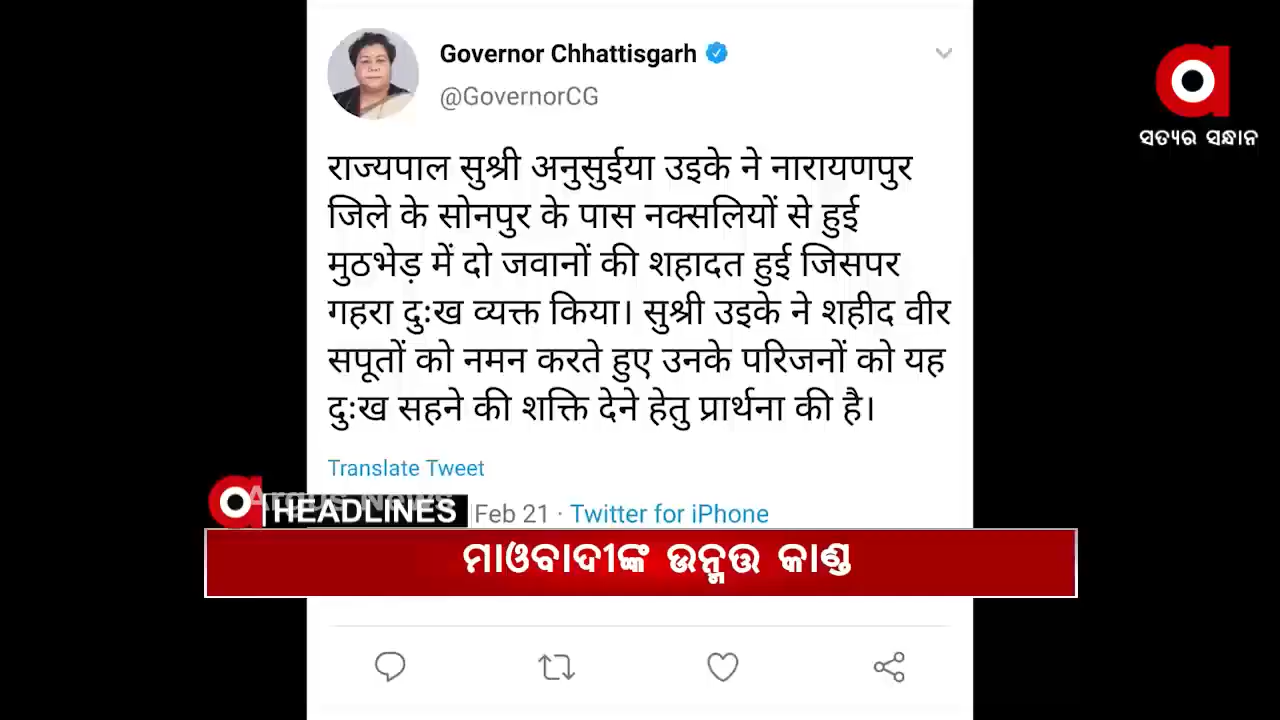 Governor Chhattisgarh
@GovernorCG
ସତ୍ୟର ସନ୍ଧାନ
राज्यपाल सुश्री अनुसुईया उइके ने नारायणपुर
जिले के सोनपुर के पास नक्सलियों से हुई
मुठभेड़ में दो जवानों की शहादत हुई जिसपर
गहरा दुःख व्यक्त किया। सुश्री उइके ने शहीद वीर
सपूतों को नमन करते हुए उनके परिजनों को यह
दुःख सहने की शक्ति देने हेतु प्रार्थना की है।
Translate Tweet
Argus News
HEADLINES
Feb 21 · Twitter for iPhone
ମାଓବାଦୀଙ୍କ ଉନ୍ମତ୍ତ କାଣ୍ଡ